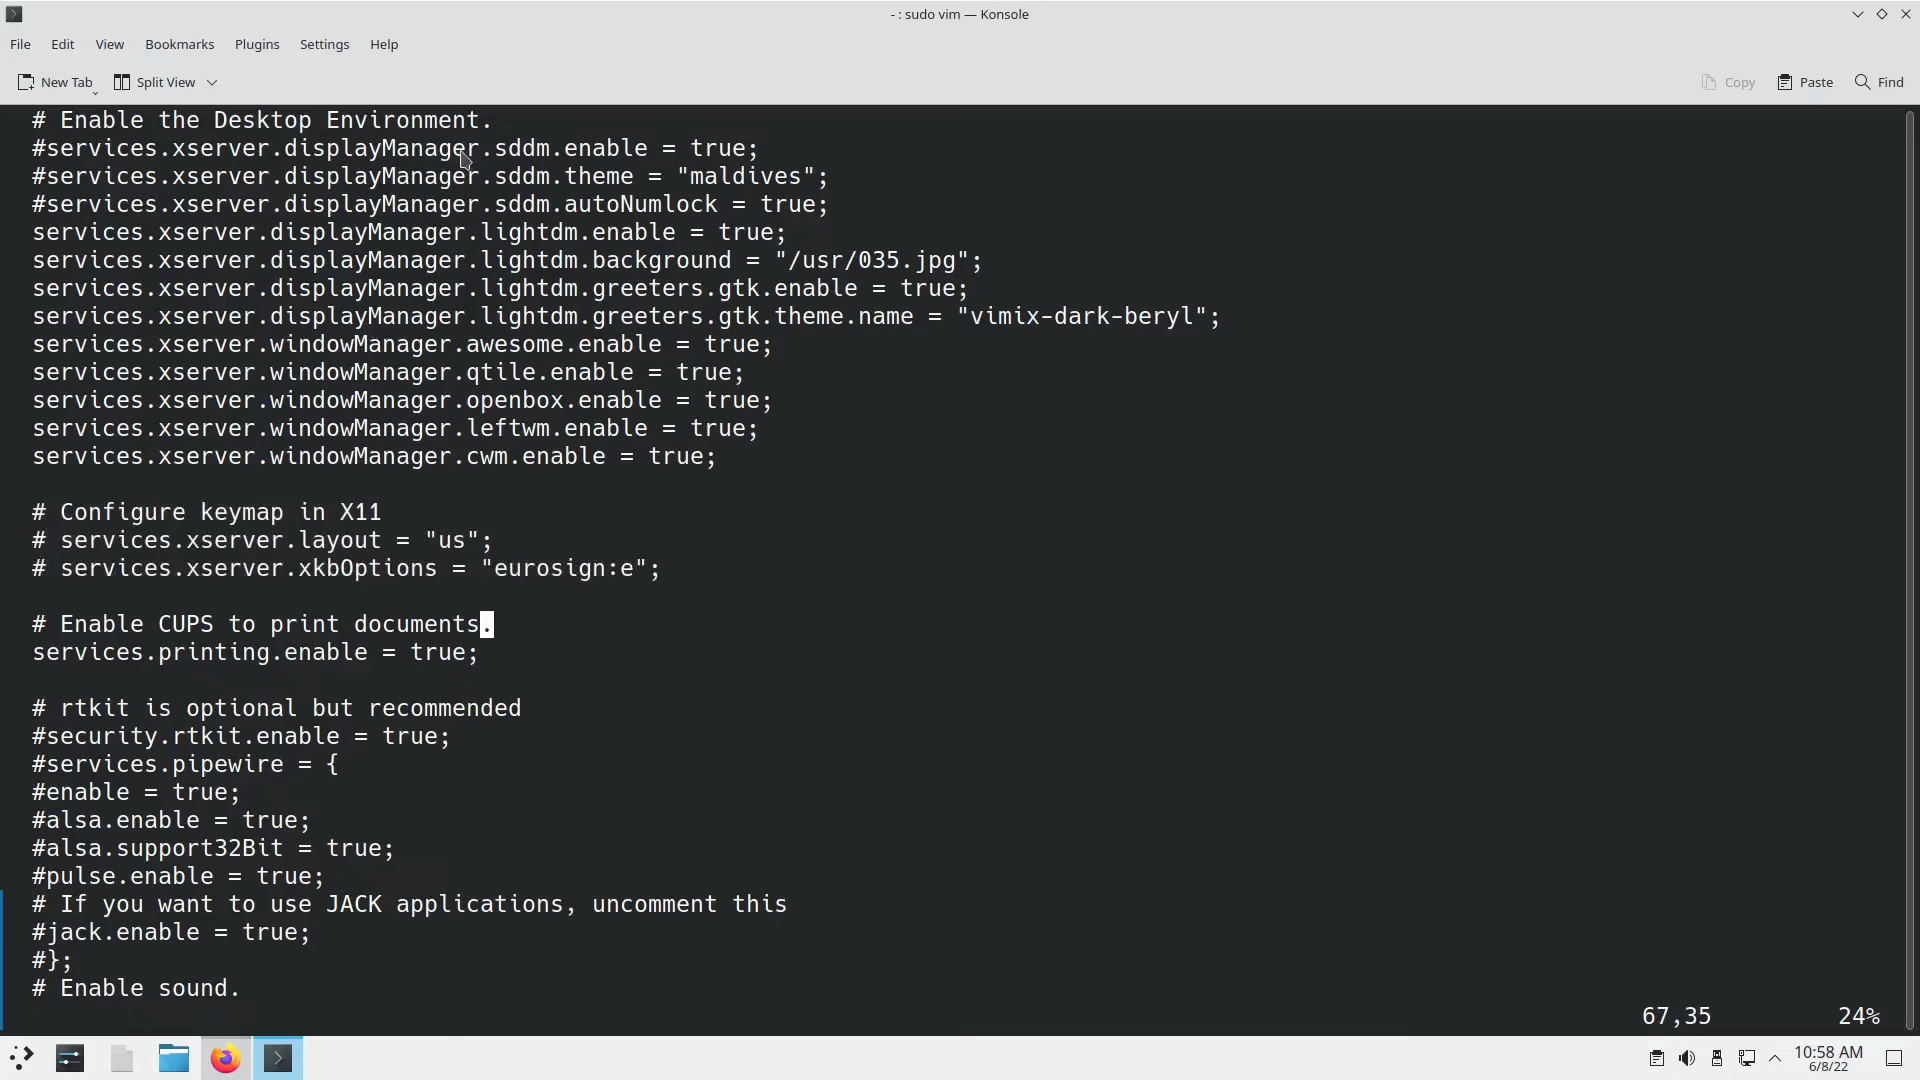 - : sudo vim — Konsole
File Edit View Bookmarks Plugins Settings Help
New Tab Split View Copy Paste Find
# Enable the Desktop Environment.
#services.xserver.displayManager.sddm.enable = true;
#services.xserver.displayManager.sddm.theme = "maldives";
#services.xserver.displayManager.sddm.autoNumlock = true;
services.xserver.displayManager.lightdm.enable = true;
services.xserver.displayManager.lightdm.background = "/usr/035.jpg";
services.xserver.displayManager.lightdm.greeters.gtk.enable = true;
services.xserver.displayManager.lightdm.greeters.gtk.theme.name = "vimix-dark-beryl";
services.xserver.windowManager.awesome.enable = true;
services.xserver.windowManager.qtile.enable = true;
services.xserver.windowManager.openbox.enable = true;
services.xserver.windowManager.leftwm.enable = true;
services.xserver.windowManager.cwm.enable = true;
# Configure keymap in X11
# services.xserver.layout = "us";
# services.xserver.xkbOptions = "eurosign:e";
# Enable CUPS to print documents.
services.printing.enable = true;
# rtkit is optional but recommended
#security.rtkit.enable = true;
#services.pipewire = {
#enable = true;
#alsa.enable = true;
#alsa.support32Bit = true;
#pulse.enable = true;
# If you want to use JACK applications, uncomment this
#jack.enable = true;
#};
# Enable sound.
67,35 24%
10:58 AM
6/8/22